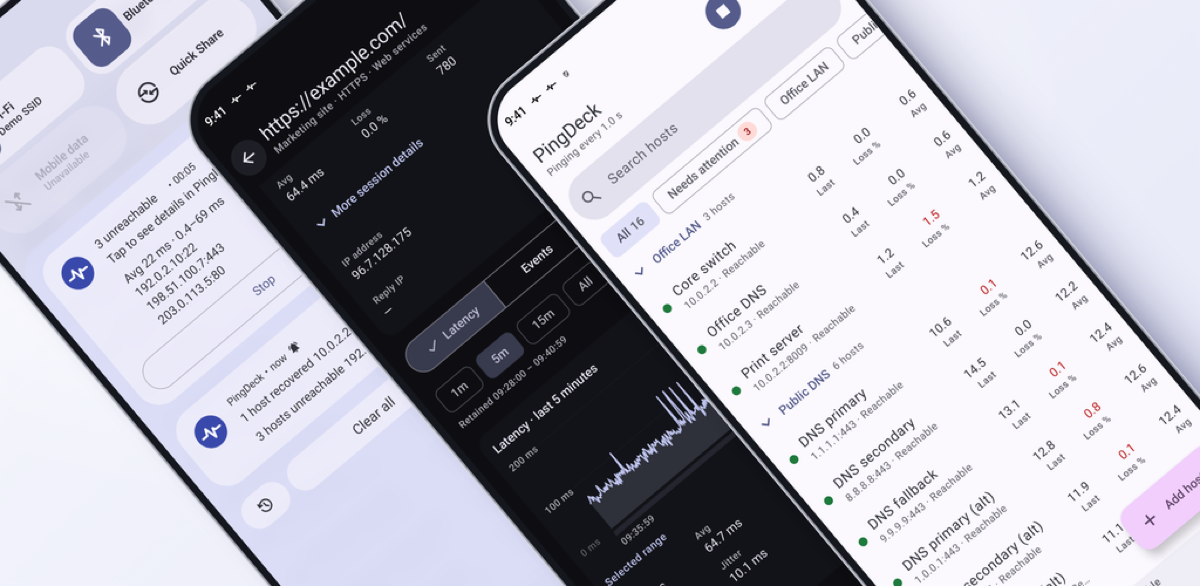 Bluet
Quick Share
-Fi
Demo SSID
Mobile data
Unavailable
• 00:05
3 unreachable
Tap to see details in Pingl
Avg 22 ms · 0.4–69 ms
192.0.2.10:22
198.51.100.7:443
203.0.113.5:80
Stop
PingDeck • now
1 host recovered 10.0.2.2
3 hosts unreachable 192.
Clear all
9:41
https://example.com/
Marketing site · HTTPS · Web services
Avg
64.4 ms
Loss
0.0 %
Sent
780
More session details
IP address
96.7.128.175
Reply IP
–
Latency
Events
1m
5m
15m
All
Retained 09:28:00 – 09:40:59
Latency · last 5 minutes
200 ms
100 ms
0 ms
09:35:59
Selected range
Avg
64.7 ms
Jitter
10.1 ms
9:41
PingDeck
Pinging every 1.0 s
Search hosts
All 16
Needs attention 3
Office LAN
Publi
Office LAN 3 hosts
Core switch
10.0.2.2 · Reachable
0.8 Last
0.0 Loss %
0.6 Avg
Office DNS
10.0.2.3 · Reachable
0.4 Last
0.0 Loss %
0.6 Avg
Print server
10.0.2.2:8009 · Reachable
1.2 Last
1.5 Loss %
1.2 Avg
Public DNS 6 hosts
DNS primary
1.1.1.1:443 · Reachable
10.6 Last
0.1 Loss %
12.6 Avg
DNS secondary
8.8.8.8:443 · Reachable
14.5 Last
0.0 Loss %
12.2 Avg
DNS fallback
9.9.9.9:443 · Reachable
13.1 Last
0.1 Loss %
12.4 Avg
DNS primary (alt)
1.0.0.1:443 · Reachable
12.8 Last
0.8 Loss %
12.6 Avg
secondary (alt)
:443 · Reachable
11.9 Last
0.1 Loss %
12.4 Avg
11.1
Last
Add hos